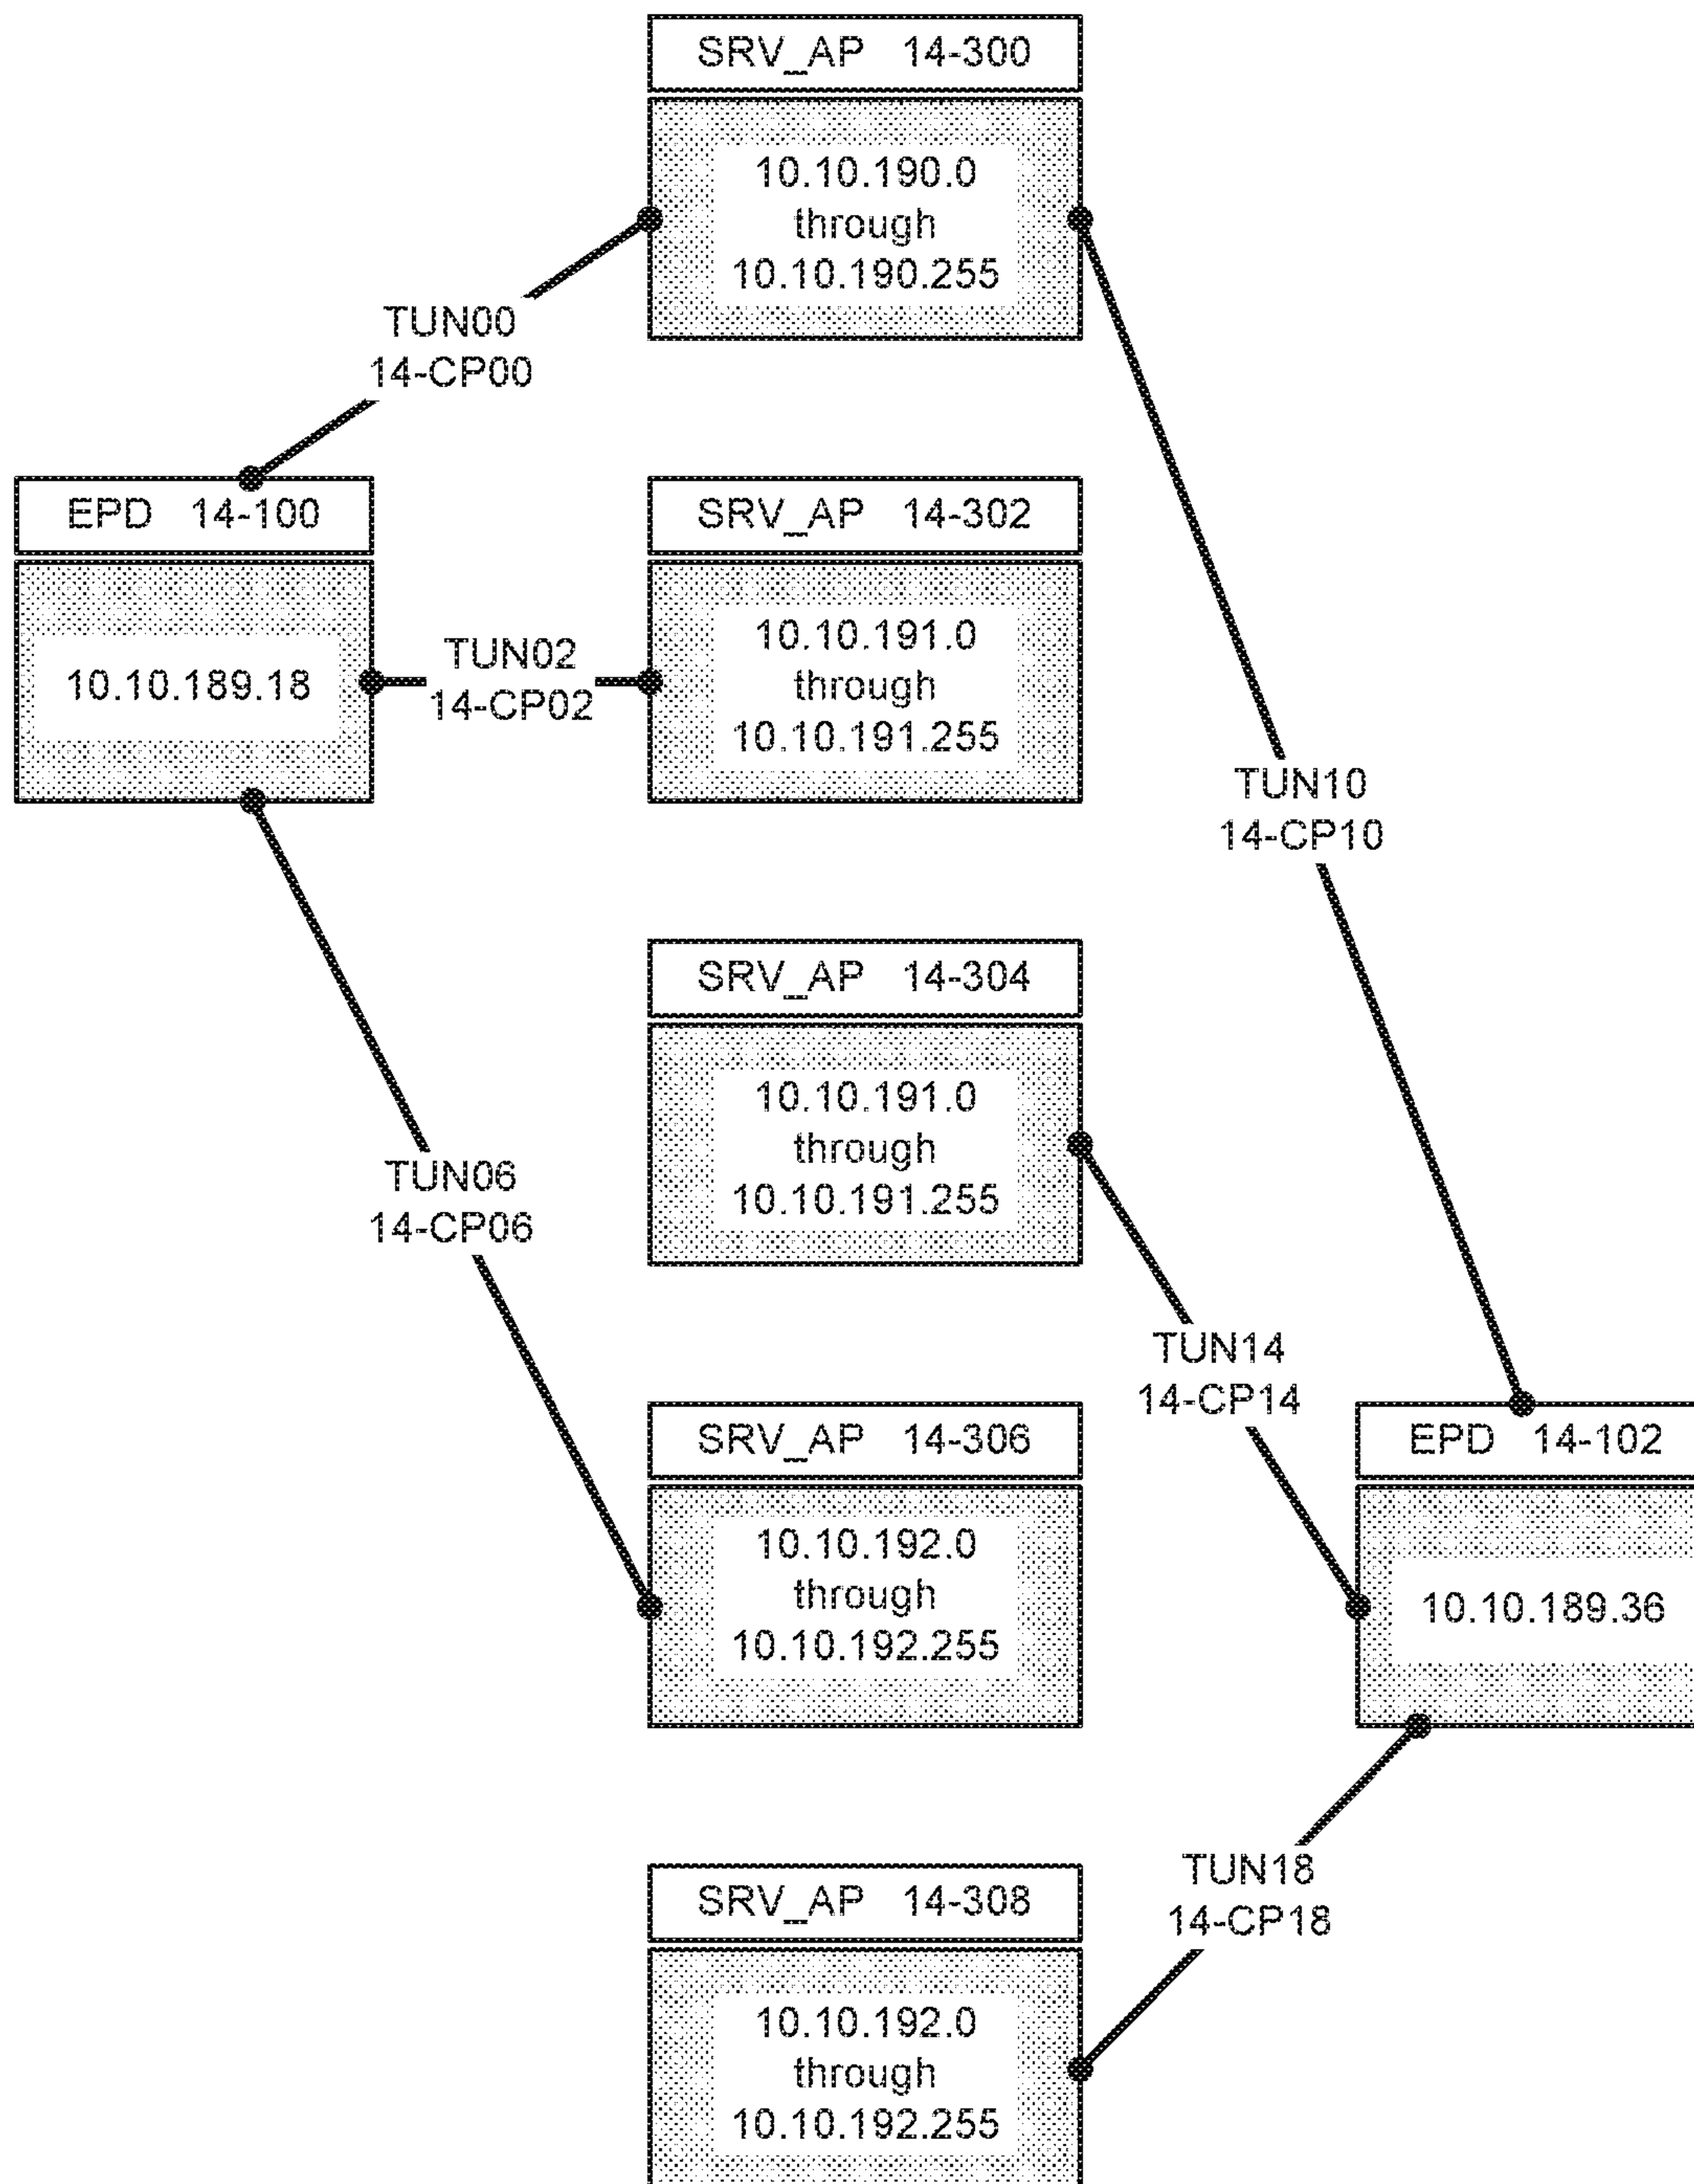 SRV_AP 14-300
10.10.190.0
through
10.10.190.255
TUN00
14-CP00
EPD 14-100
10.10.189.18
TUN02
14-CP02
SRV_AP 14-302
10.10.191.0
through
10.10.191.255
TUN10
14-CP10
SRV_AP 14-304
10.10.191.0
through
10.10.191.255
TUN06
14-CP06
TUN14
14-CP14
SRV_AP 14-306
10.10.192.0
through
10.10.192.255
EPD 14-102
10.10.189.36
TUN18
14-CP18
SRV_AP 14-308
10.10.192.0
through
10.10.192.255